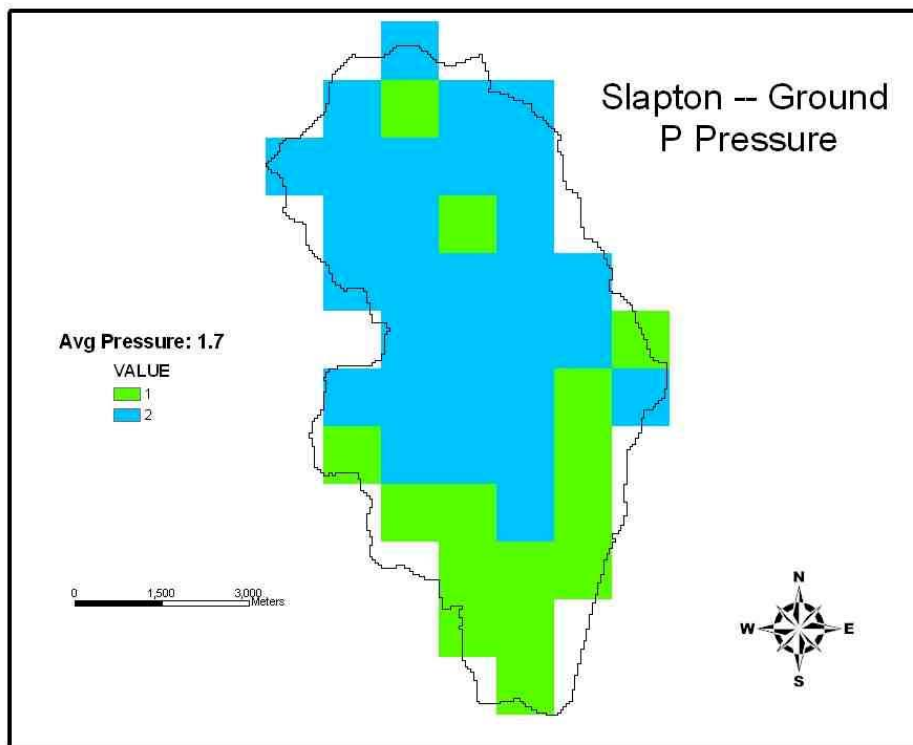 Slapton -- Ground
P Pressure
Avg Pressure: 1.7
VALUE
1
2
0 1,500 3,000
Meters
N
W E
S